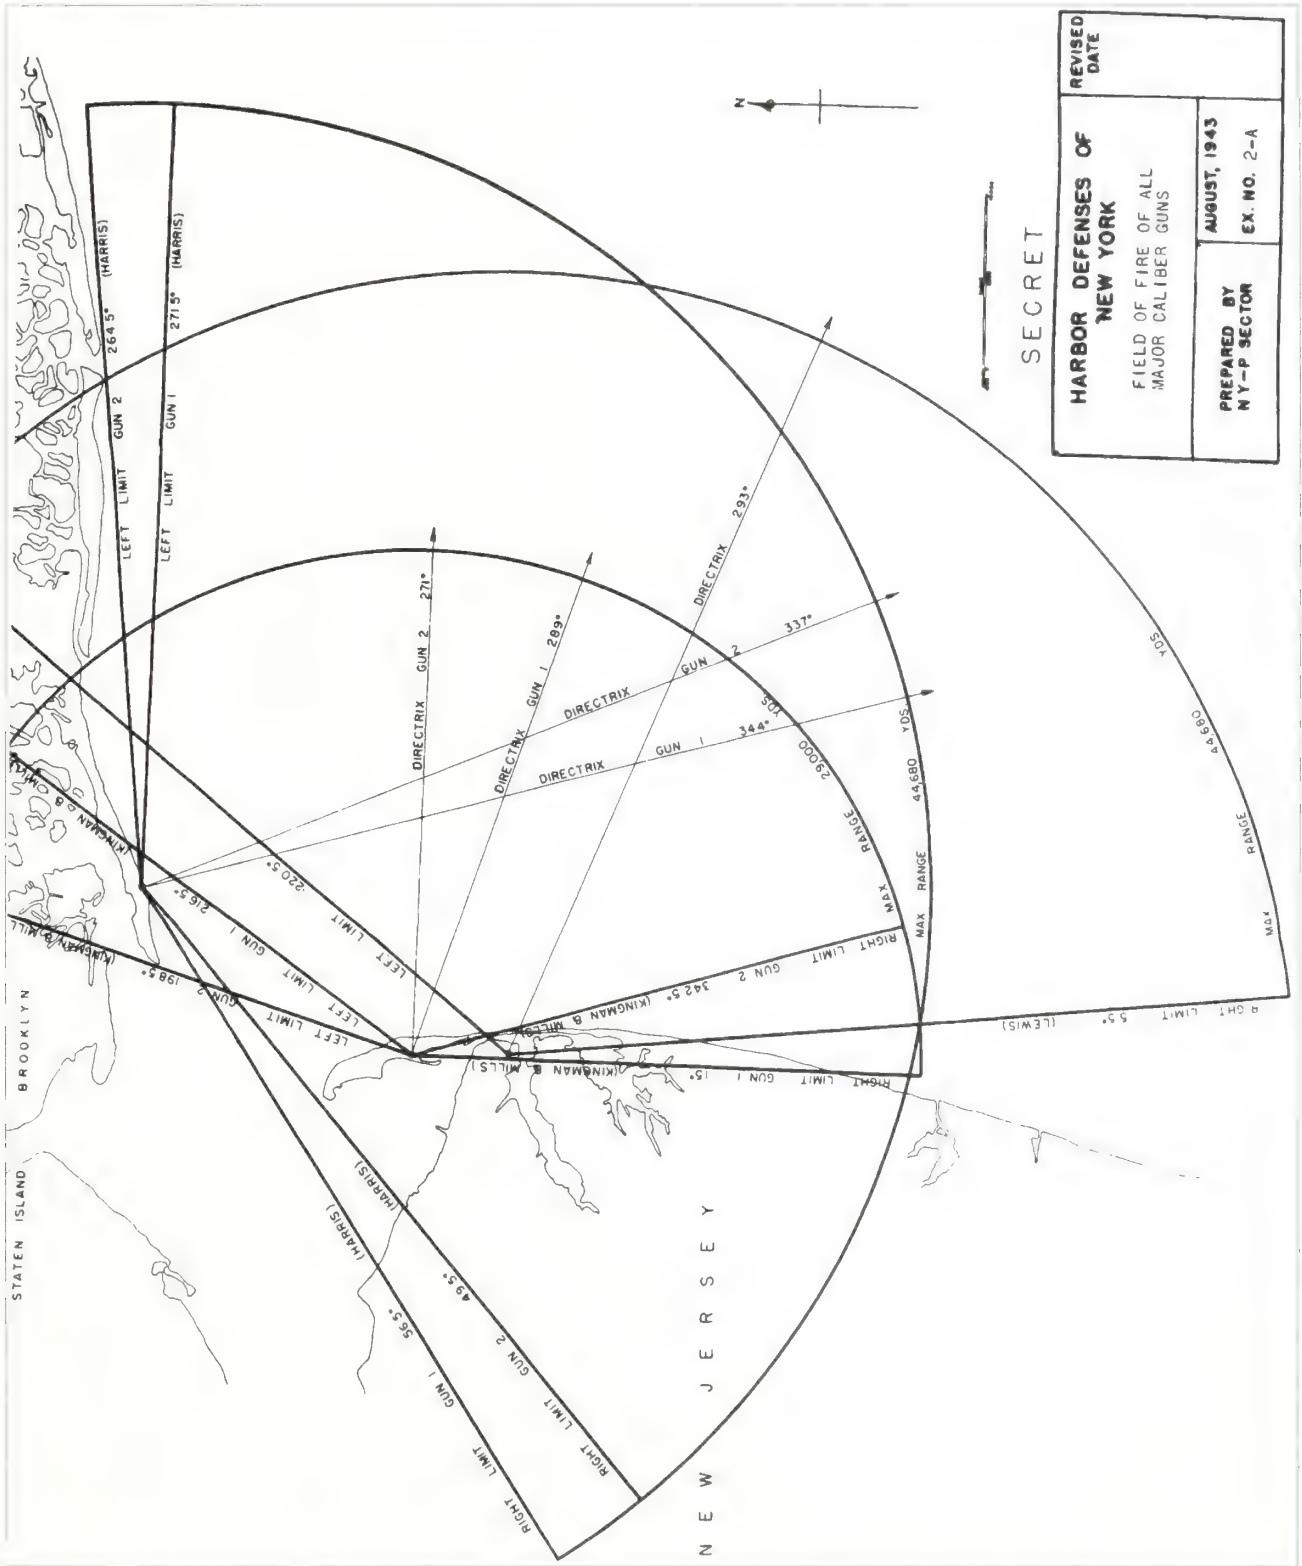 STATEN ISLAND
BROOKLYN
NEW JERSEY
N
LEFT LIMIT GUN 2 264.5° (HARRIS)
LEFT LIMIT GUN 1 271.5° (HARRIS)
LEFT LIMIT GUN 2 198.5° (KINGMAN & MILL
LEFT LIMIT GUN 1 216.5° (KINGMAN &
LEFT LIMIT 220.5°
DIRECTRIX GUN 2 271°
DIRECTRIX GUN 1 289°
DIRECTRIX 293°
DIRECTRIX GUN 2 337°
DIRECTRIX GUN 1 344°
RIGHT LIMIT GUN 1 56.5° (HARRIS)
RIGHT LIMIT GUN 2 49.5° (HARRIS)
RIGHT LIMIT GUN 2 342.5° (KINGMAN & MILLS)
RIGHT LIMIT GUN 1 15° (KINGMAN & MILLS)
RIGHT LIMIT 5.5° (LEWIS)
MAX RANGE 29,000 YDS.
MAX RANGE 44,680 YDS.
MAX RANGE 44,680 YDS
SECRET
HARBOR DEFENSES OF
NEW YORK
FIELD OF FIRE OF ALL
MAJOR CALIBER GUNS
REVISED
DATE
PREPARED BY
NY-P SECTOR
AUGUST, 1943
EX. NO. 2-A